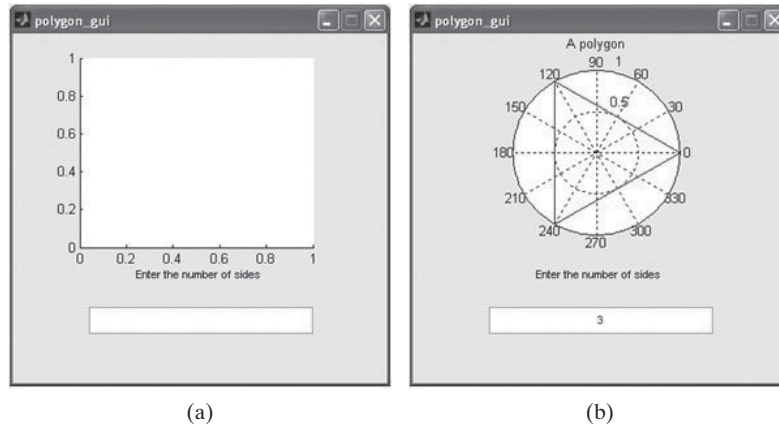 polygon_gui
1
0.8
0.6
0.4
0.2
0
0 0.2 0.4 0.6 0.8 1
Enter the number of sides
(a)
polygon_gui
A polygon
90 1
120 60
0.5
150 30
180 0
210 330
240 300
270
Enter the number of sides
3
(b)